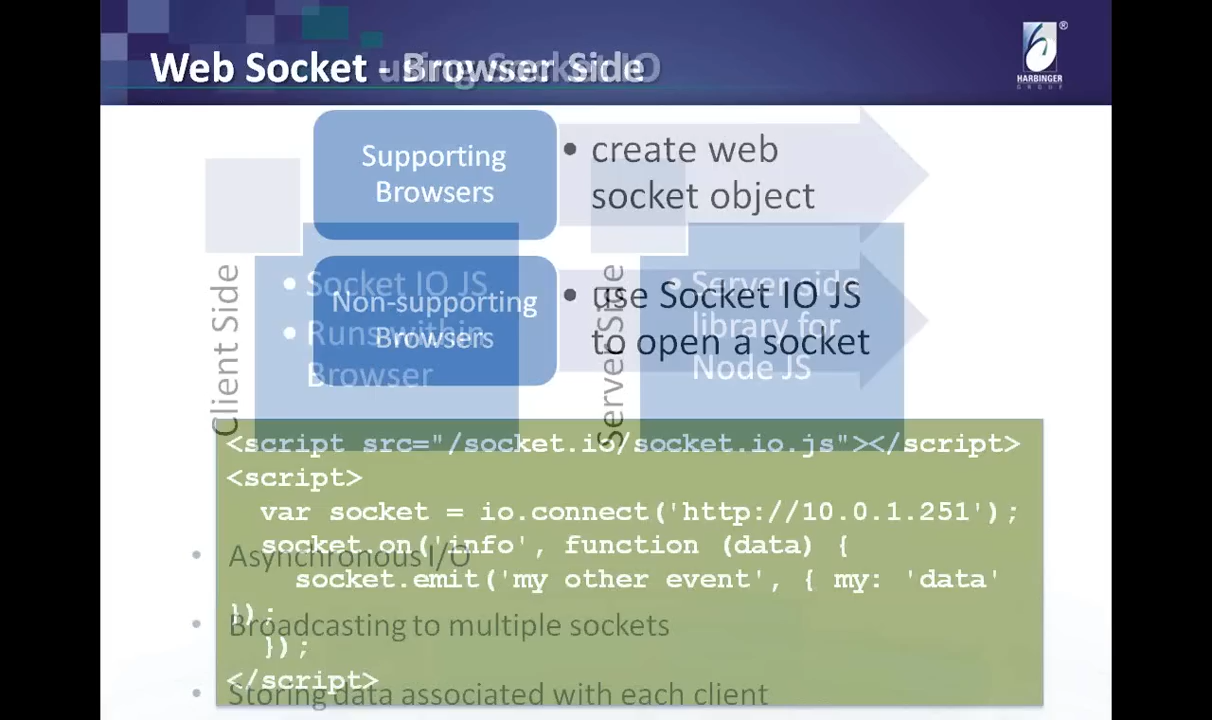 Web Socket - Browser Side
using Socket IO
HARBINGER
GROUP
®
Supporting
Browsers
• create web
socket object
Non-supporting
Browsers
• use Socket IO JS
to open a socket
Client Side
• Socket IO JS
• Runs within
Browser
Server Side
• Server side
library for
Node JS
<script src="/socket.io/socket.io.js"></script>
<script>
var socket = io.connect('http://10.0.1.251');
socket.on('info', function (data) {
socket.emit('my other event', { my: 'data'
});
});
</script>
• Asynchronous I/O
• Broadcasting to multiple sockets
• Storing data associated with each client